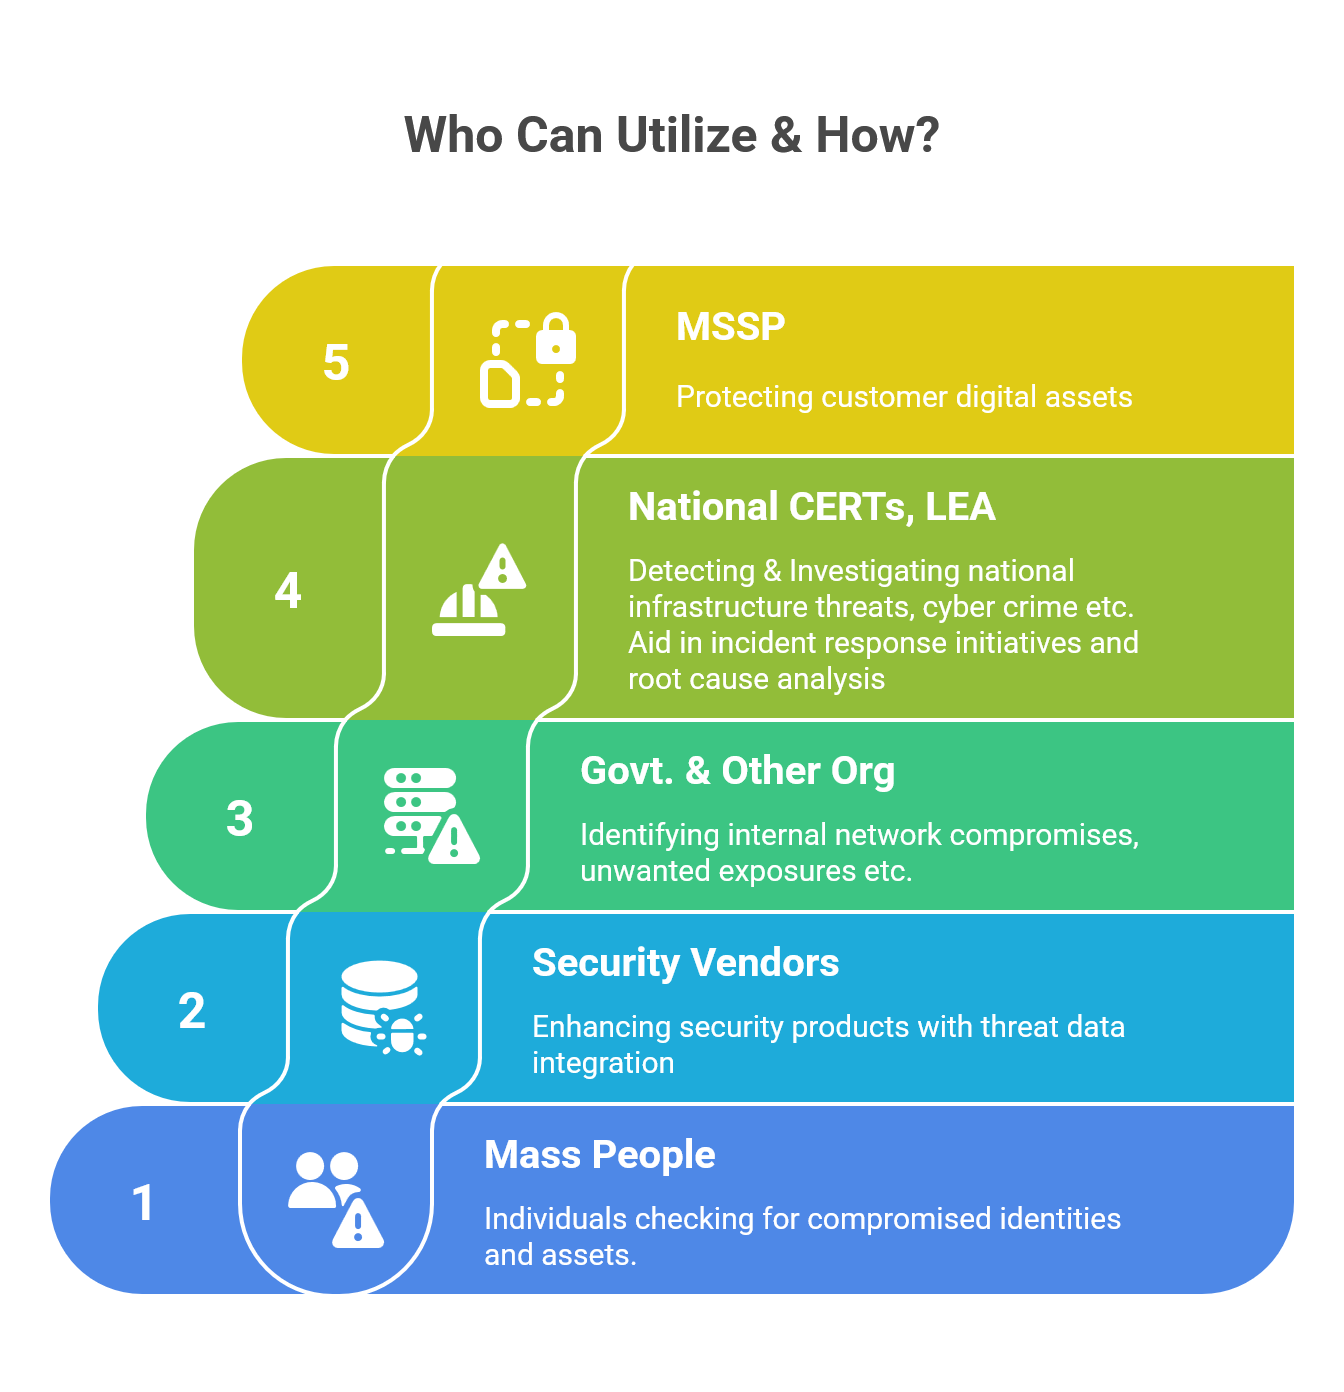 Who Can Utilize & How?
5
MSSP
Protecting customer digital assets
4
National CERTs, LEA
Detecting & Investigating national
infrastructure threats, cyber crime etc.
Aid in incident response initiatives and
root cause analysis
3
Govt. & Other Org
Identifying internal network compromises,
unwanted exposures etc.
2
Security Vendors
Enhancing security products with threat data
integration
1
Mass People
Individuals checking for compromised identities
and assets.